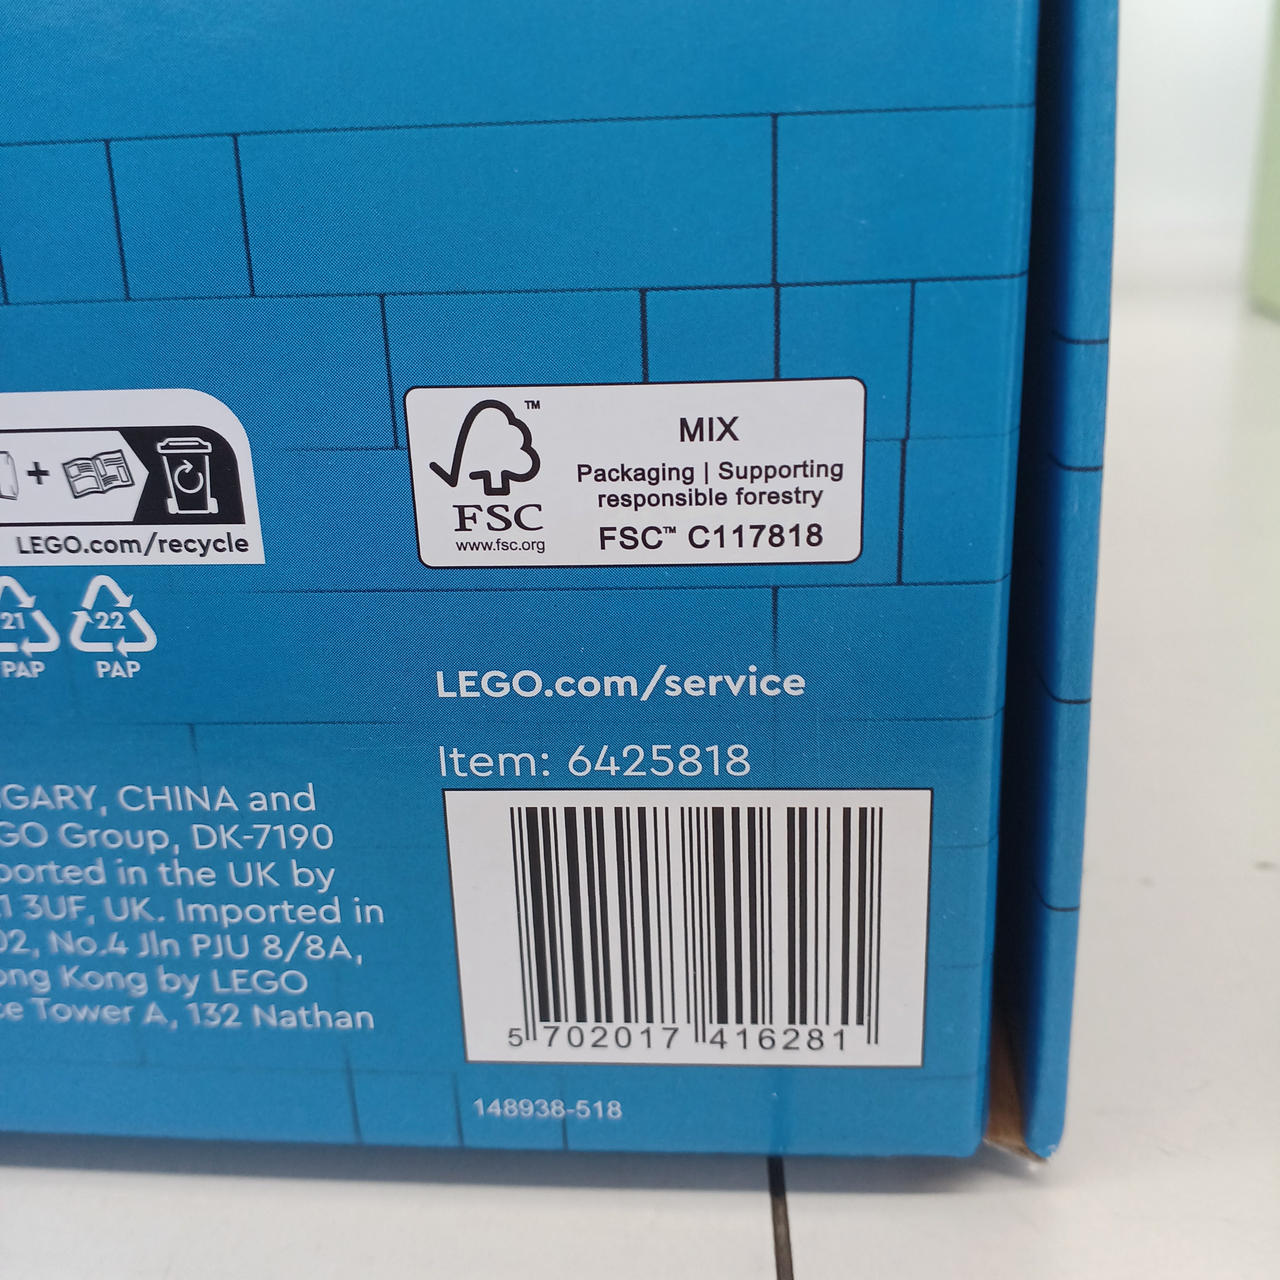 TM
FSC
www.fsc.org
MIX
Packaging | Supporting
responsible forestry
FSC™ C117818
+
LEGO.com/recycle
21
PAP
22
PAP
LEGO.com/service
Item: 6425818
GARY, CHINA and
GO Group, DK-7190
ported in the UK by
1 3UF, UK. Imported in
02, No.4 Jln PJU 8/8A,
ong Kong by LEGO
ce Tower A, 132 Nathan
5 702017 416281
148938-518